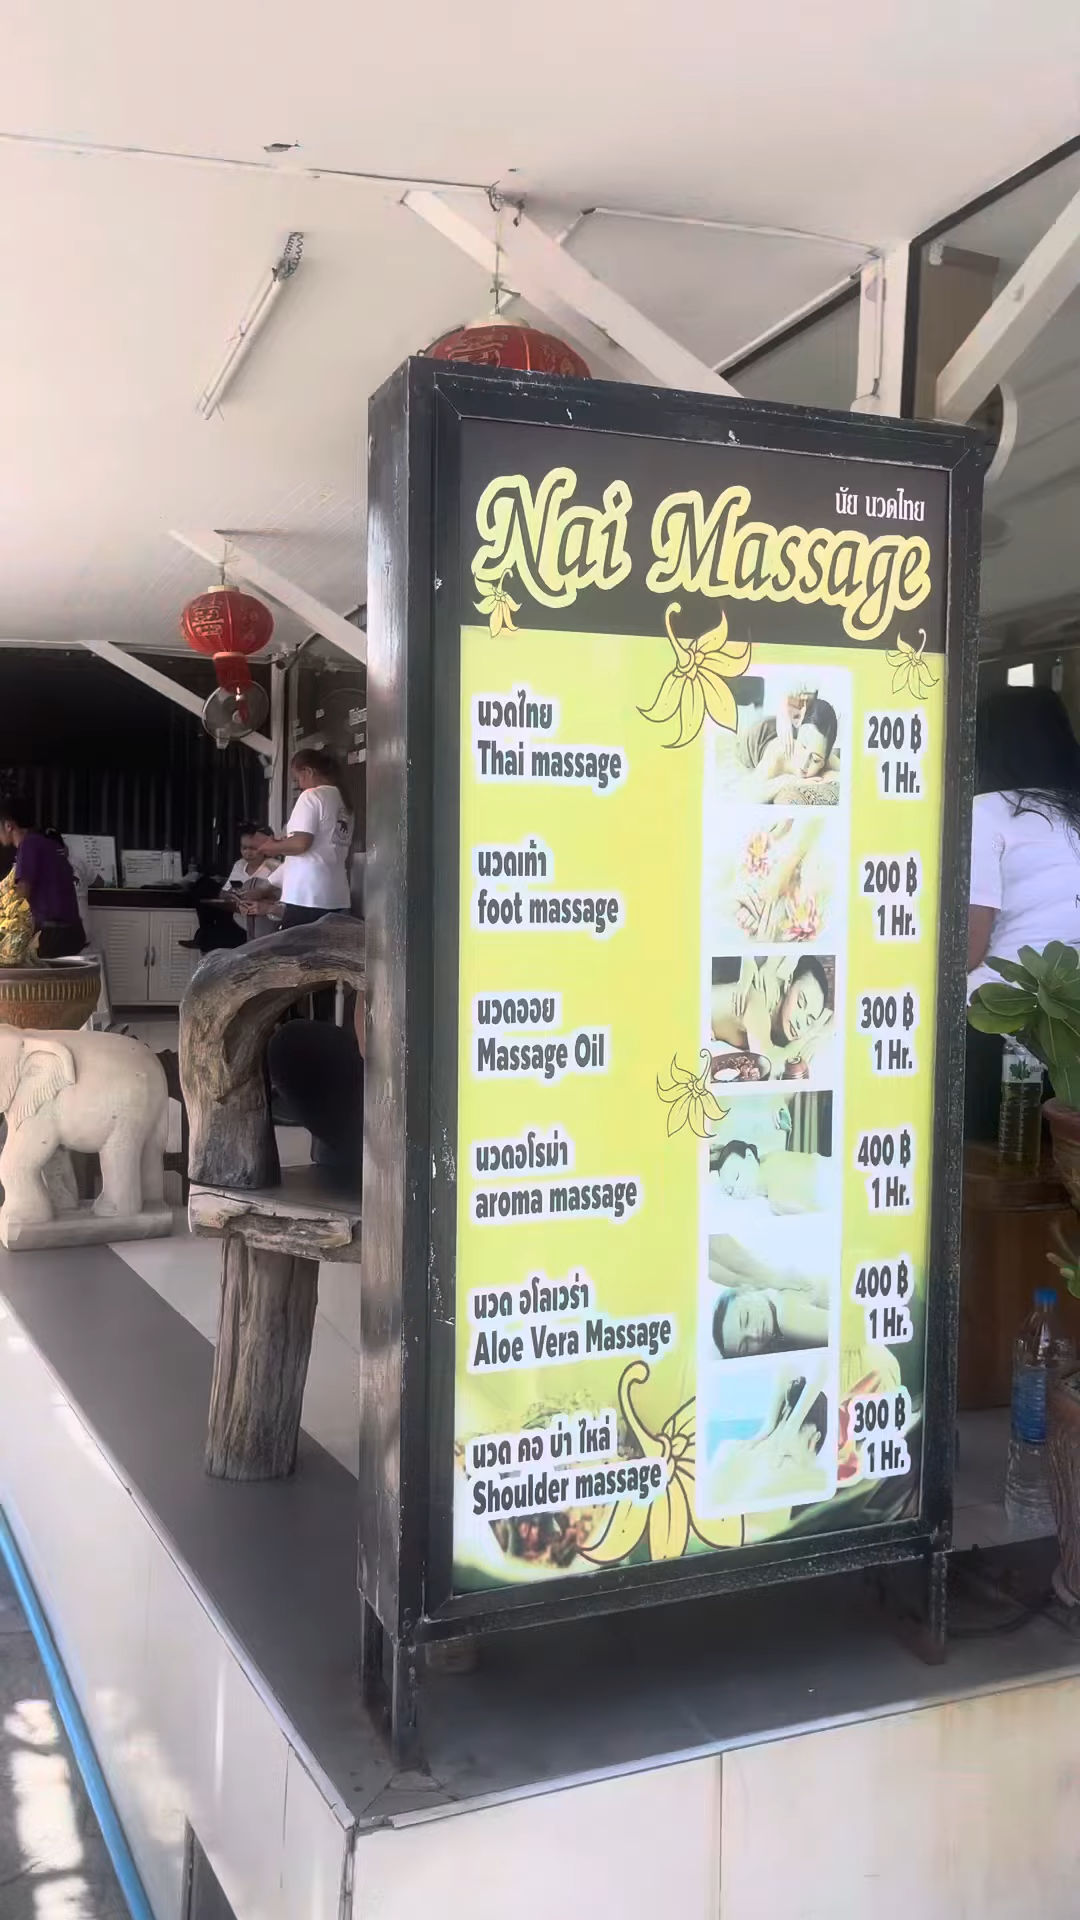 นัย นวดไทย
Nai Massage
นวดไทย
Thai massage
200 ฿
1 Hr.
นวดเท้า
foot massage
200 ฿
1 Hr.
นวดออย
Massage Oil
300 ฿
1 Hr.
นวดอโรม่า
aroma massage
400 ฿
1 Hr.
นวด อโลเวร่า
Aloe Vera Massage
400 ฿
1 Hr.
นวด คอ บ่า ไหล่
Shoulder massage
300 ฿
1 Hr.